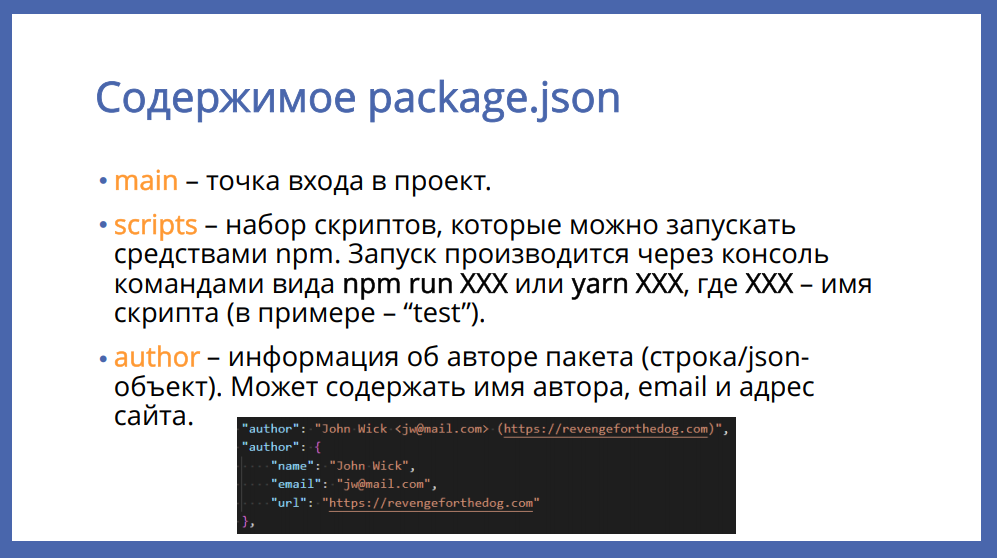 Содержимое package.json
• main – точка входа в проект.
• scripts – набор скриптов, которые можно запускать
средствами npm. Запуск производится через консоль
командами вида npm run XXX или yarn XXX, где XXX – имя
скрипта (в примере – “test”).
• author – информация об авторе пакета (строка/json-
объект). Может содержать имя автора, email и адрес
сайта.
"author": "John Wick <jw@mail.com> (https://revengeforthedog.com)",
"author": {
"name": "John Wick",
"email": "jw@mail.com",
"url": "https://revengeforthedog.com"
},